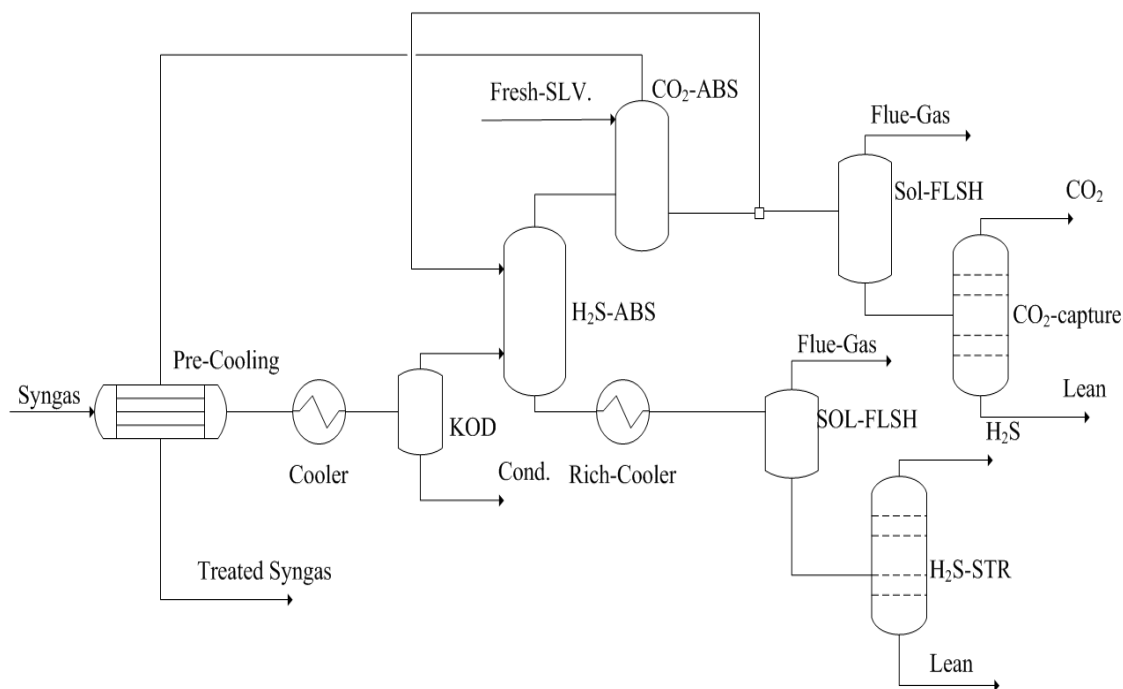 Fresh-SLV.
CO₂-ABS
Flue-Gas
Sol-FLSH
CO₂
H₂S-ABS
CO₂-capture
Pre-Cooling
Flue-Gas
Syngas
Lean
KOD
SOL-FLSH
H₂S
Cooler
Cond.
Rich-Cooler
Treated Syngas
H₂S-STR
Lean